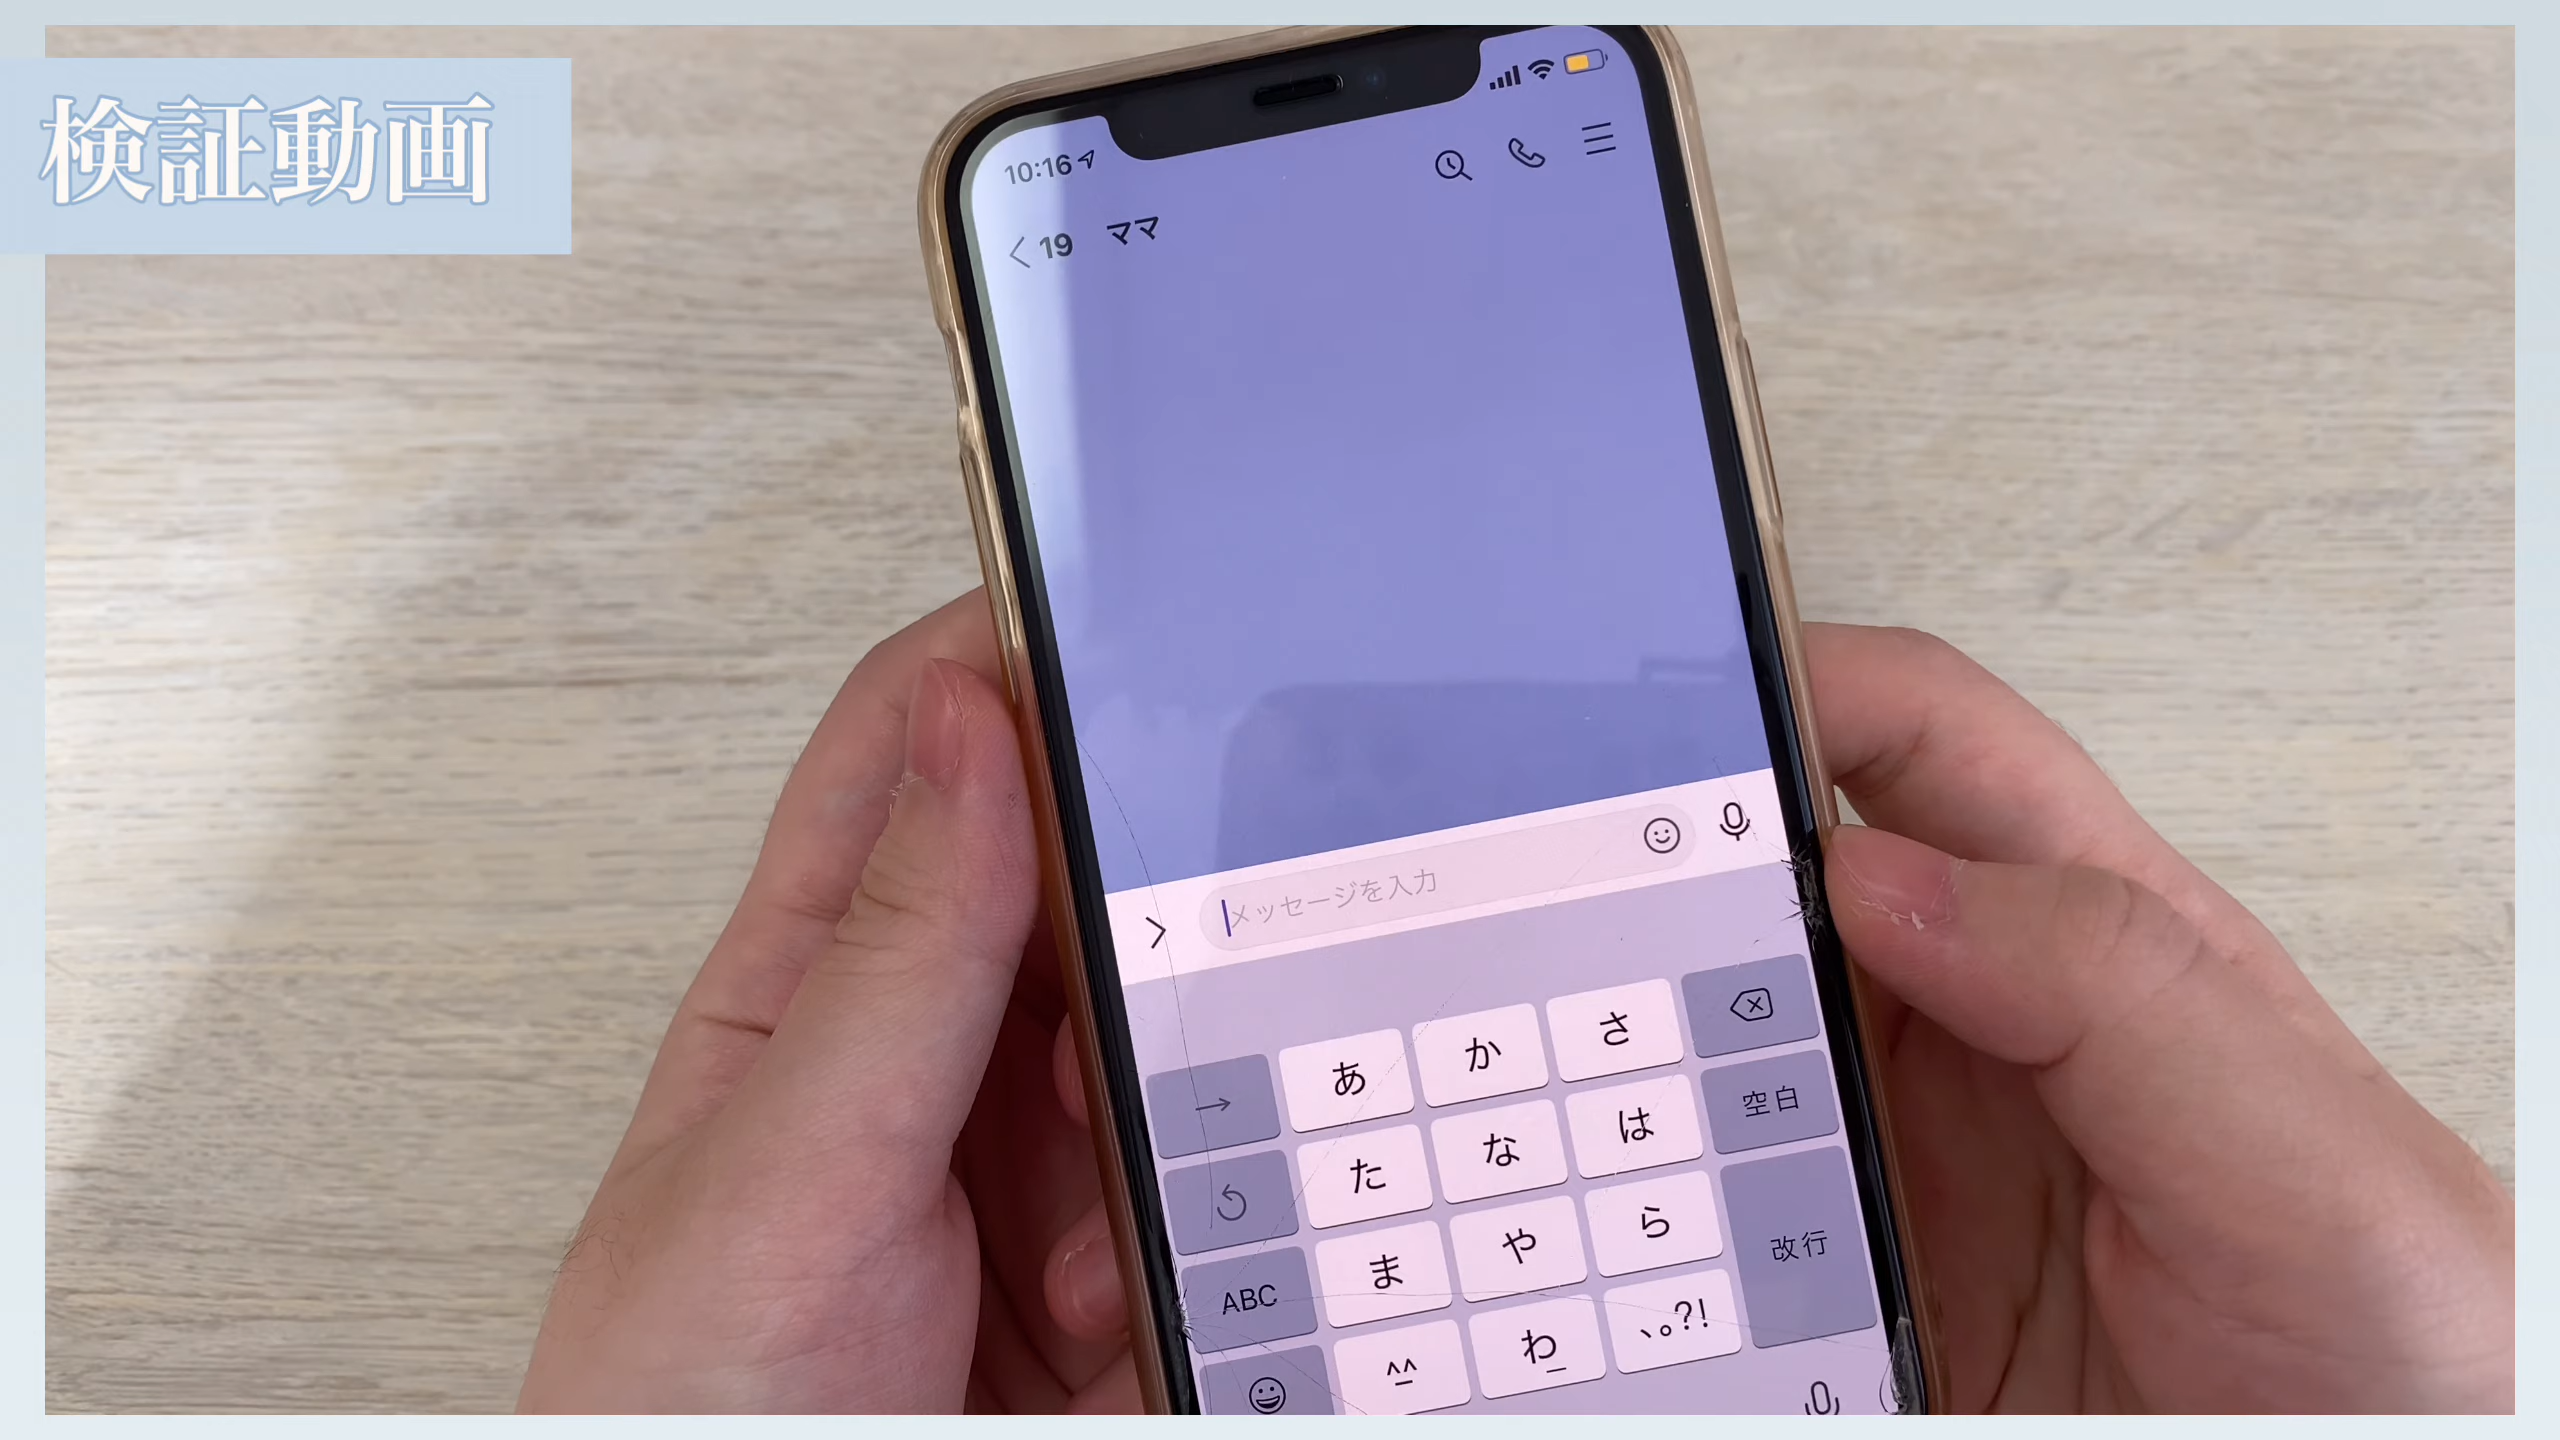 検証動画
10:16
19 ママ
メッセージを入力
→ あ か さ
た な は 空白
ABC ま や ら 改行
^^ わ_ 、。?!